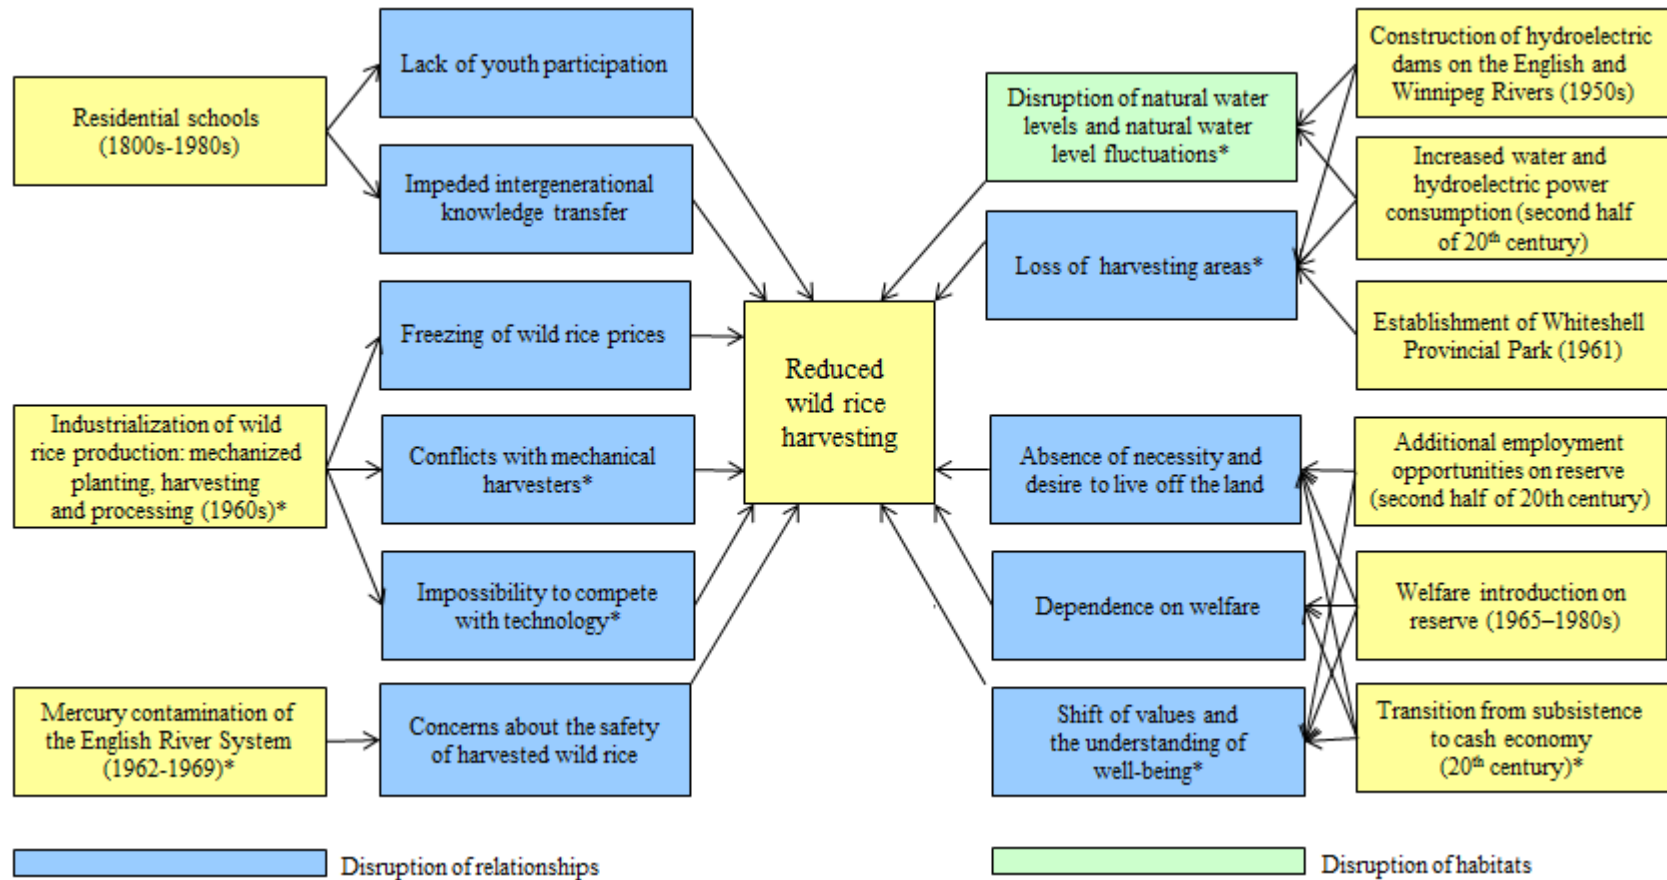 Residential schools
(1800s-1980s)
Industrialization of wild
rice production: mechanized
planting, harvesting
and processing (1960s)*
Mercury contamination of
the English River System
(1962-1969)*
Lack of youth participation
Impeded intergenerational
knowledge transfer
Freezing of wild rice prices
Conflicts with mechanical
harvesters*
Impossibility to compete
with technology*
Concerns about the safety
of harvested wild rice
Reduced
wild rice
harvesting
Disruption of natural water
levels and natural water
level fluctuations*
Loss of harvesting areas*
Absence of necessity and
desire to live off the land
Dependence on welfare
Shift of values and
the understanding of
well-being*
Construction of hydroelectric
dams on the English and
Winnipeg Rivers (1950s)
Increased water and
hydroelectric power
consumption (second half
of 20th century)
Establishment of Whiteshell
Provincial Park (1961)
Additional employment
opportunities on reserve
(second half of 20th century)
Welfare introduction on
reserve (1965–1980s)
Transition from subsistence
to cash economy
(20th century)*
Disruption of relationships
Disruption of habitats